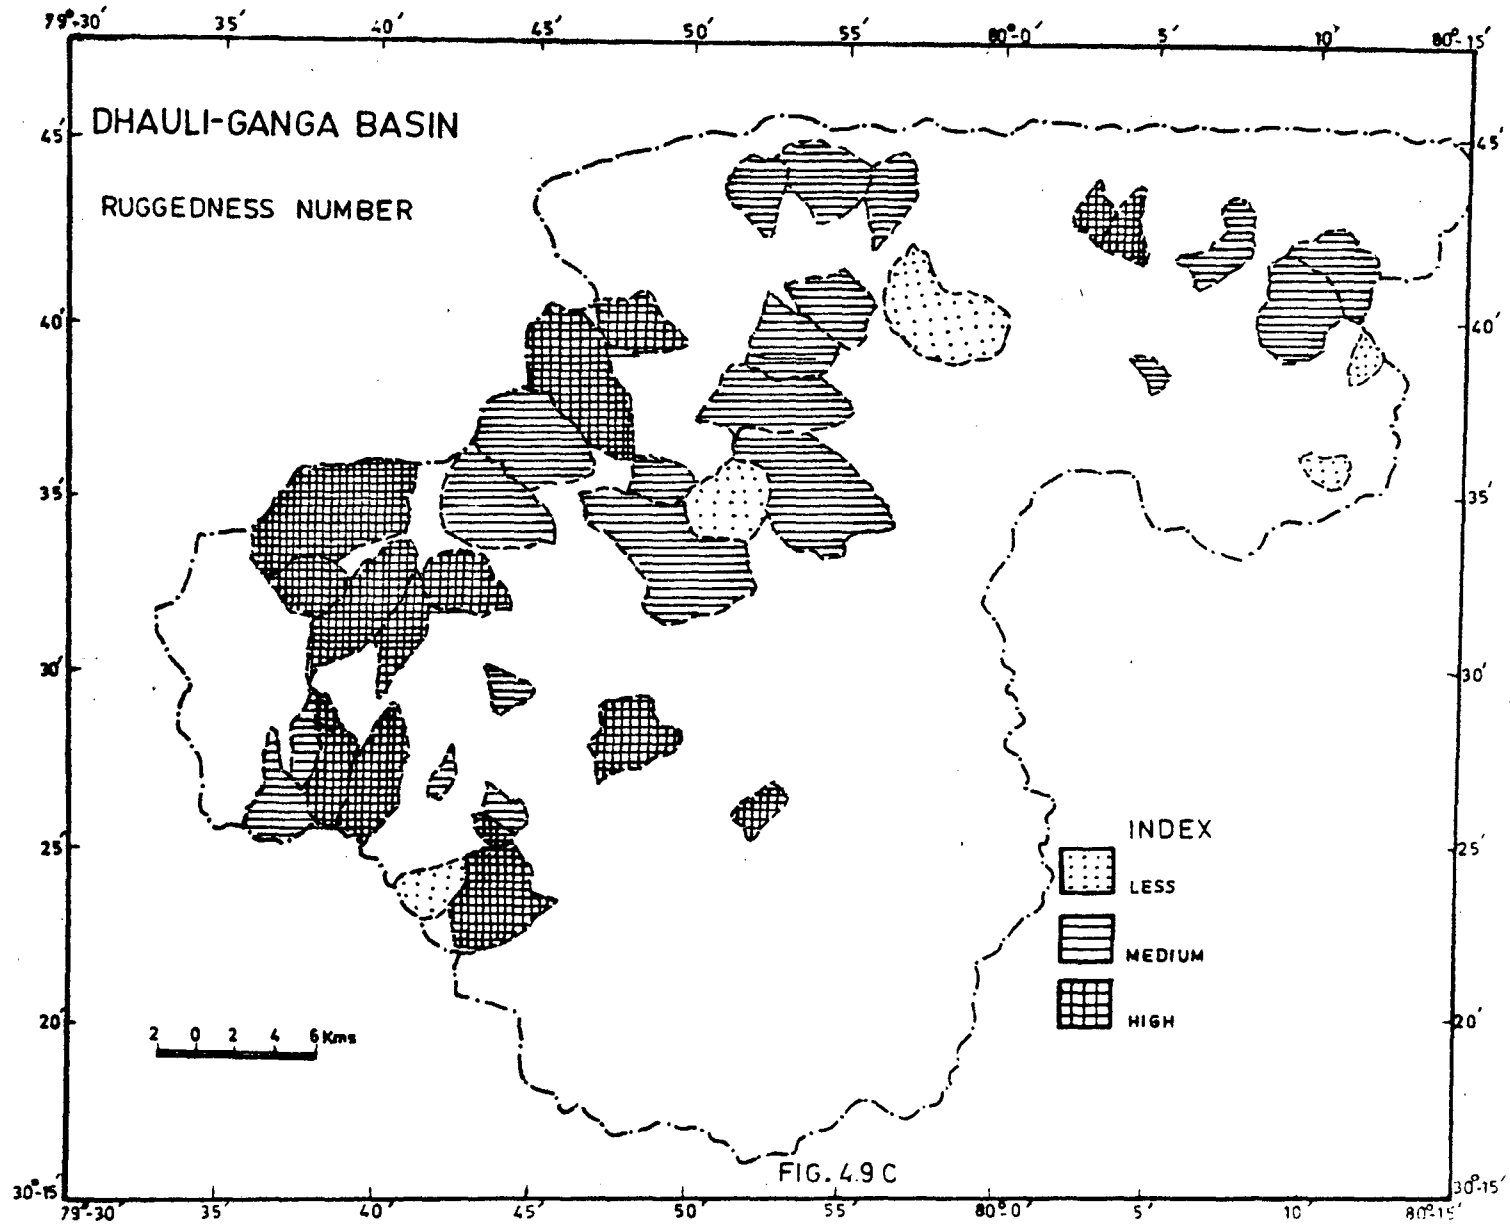 79°-30′ 35′ 40′ 45′ 50′ 55′ 80°-0′ 5′ 10′ 80°-15′
DHAULI-GANGA BASIN
45′ 45′
RUGGEDNESS NUMBER
40′ 40′
35′ 35′
30′ 30′
INDEX
25′ 25′
LESS
MEDIUM
HIGH
20′ 20′
2 0 2 4 6 Kms
FIG. 4.9 C
30°-15′ 30°-15′
79°-30′ 35′ 40′ 45′ 50′ 55′ 80°-0′ 5′ 10′ 80°-15′